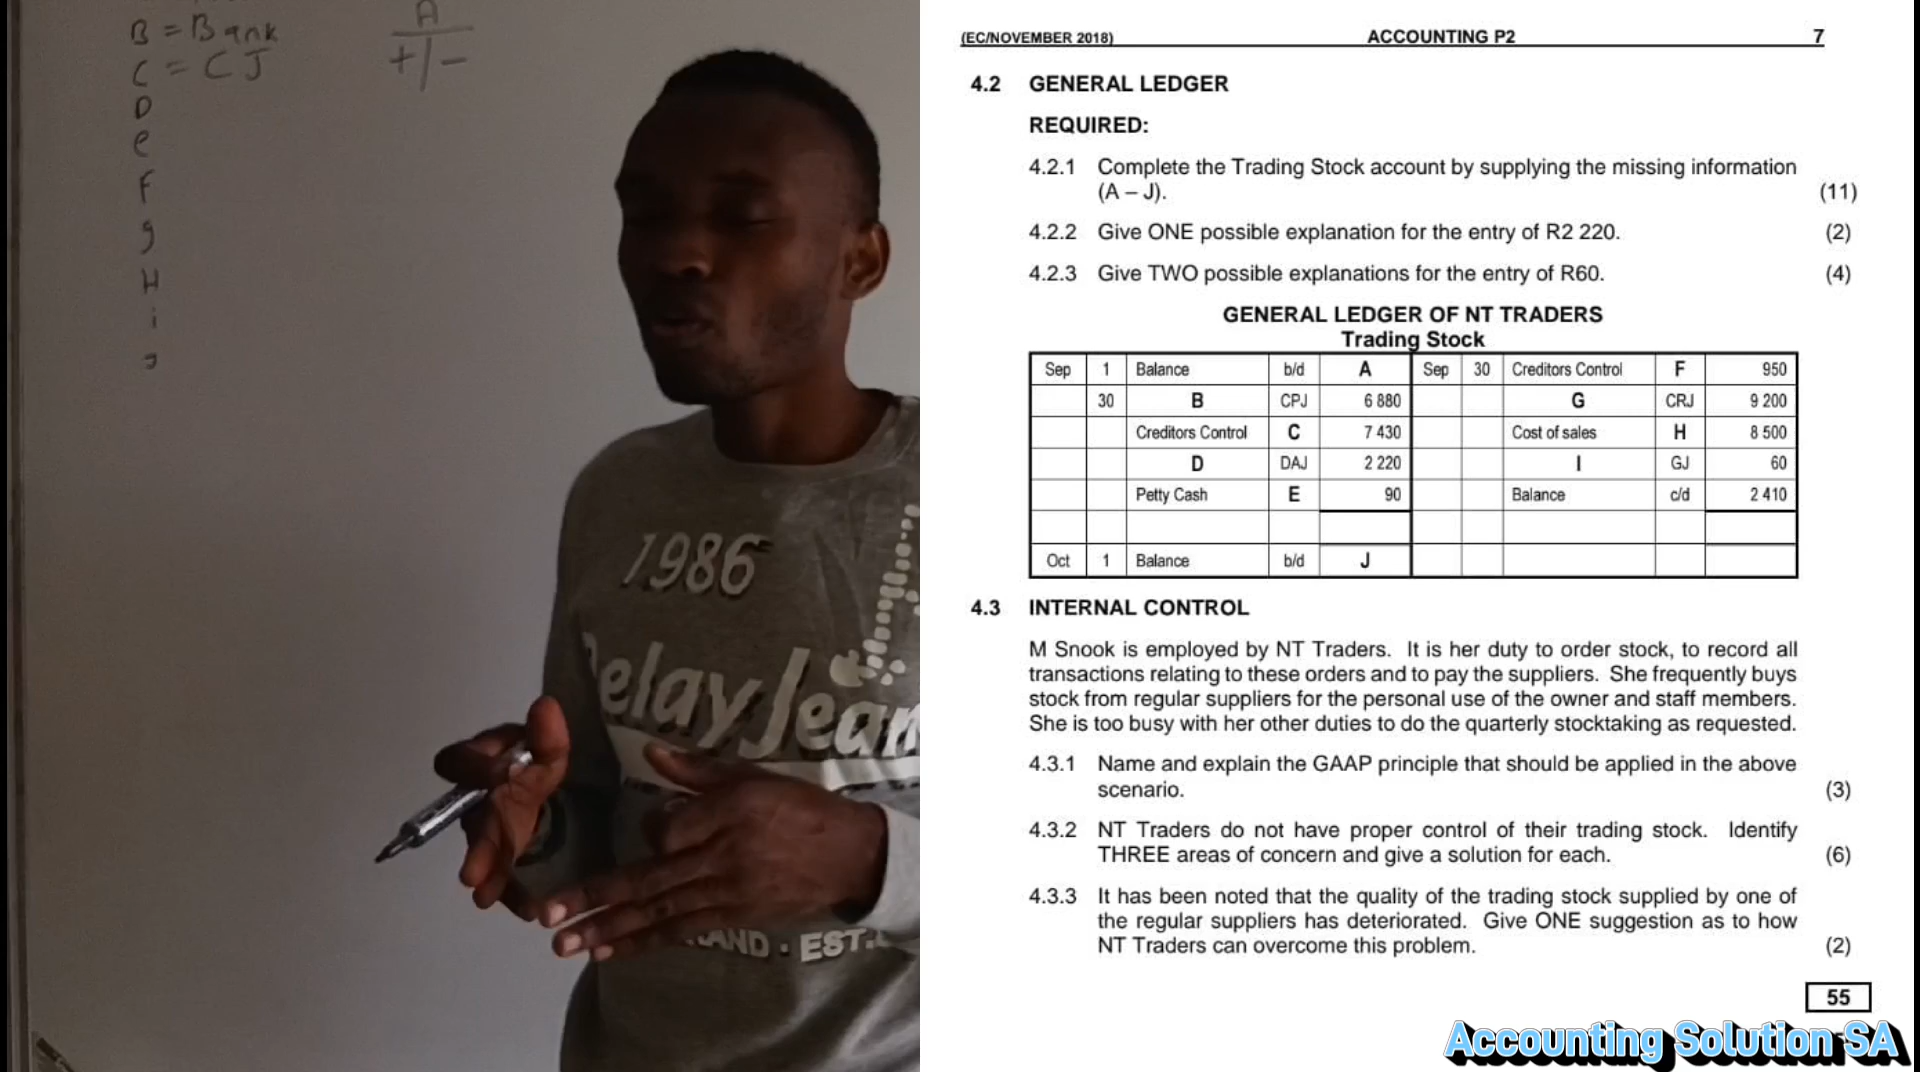 B = Bank
C = CJ
D
e
F
g
H
i
J
A
+/-
1986
elayJean
AND · EST.
(EC/NOVEMBER 2018) ACCOUNTING P2 7
4.2 GENERAL LEDGER
REQUIRED:
4.2.1 Complete the Trading Stock account by supplying the missing information
(A – J). (11)
4.2.2 Give ONE possible explanation for the entry of R2 220. (2)
4.2.3 Give TWO possible explanations for the entry of R60. (4)
GENERAL LEDGER OF NT TRADERS
Trading Stock
Sep 1 Balance b/d A Sep 30 Creditors Control F 950
30 B CPJ 6 880 G CRJ 9 200
Creditors Control C 7 430 Cost of sales H 8 500
D DAJ 2 220 I GJ 60
Petty Cash E 90 Balance c/d 2 410
Oct 1 Balance b/d J
4.3 INTERNAL CONTROL
M Snook is employed by NT Traders. It is her duty to order stock, to record all
transactions relating to these orders and to pay the suppliers. She frequently buys
stock from regular suppliers for the personal use of the owner and staff members.
She is too busy with her other duties to do the quarterly stocktaking as requested.
4.3.1 Name and explain the GAAP principle that should be applied in the above
scenario. (3)
4.3.2 NT Traders do not have proper control of their trading stock. Identify
THREE areas of concern and give a solution for each. (6)
4.3.3 It has been noted that the quality of the trading stock supplied by one of
the regular suppliers has deteriorated. Give ONE suggestion as to how
NT Traders can overcome this problem. (2)
55
Accounting Solution SA